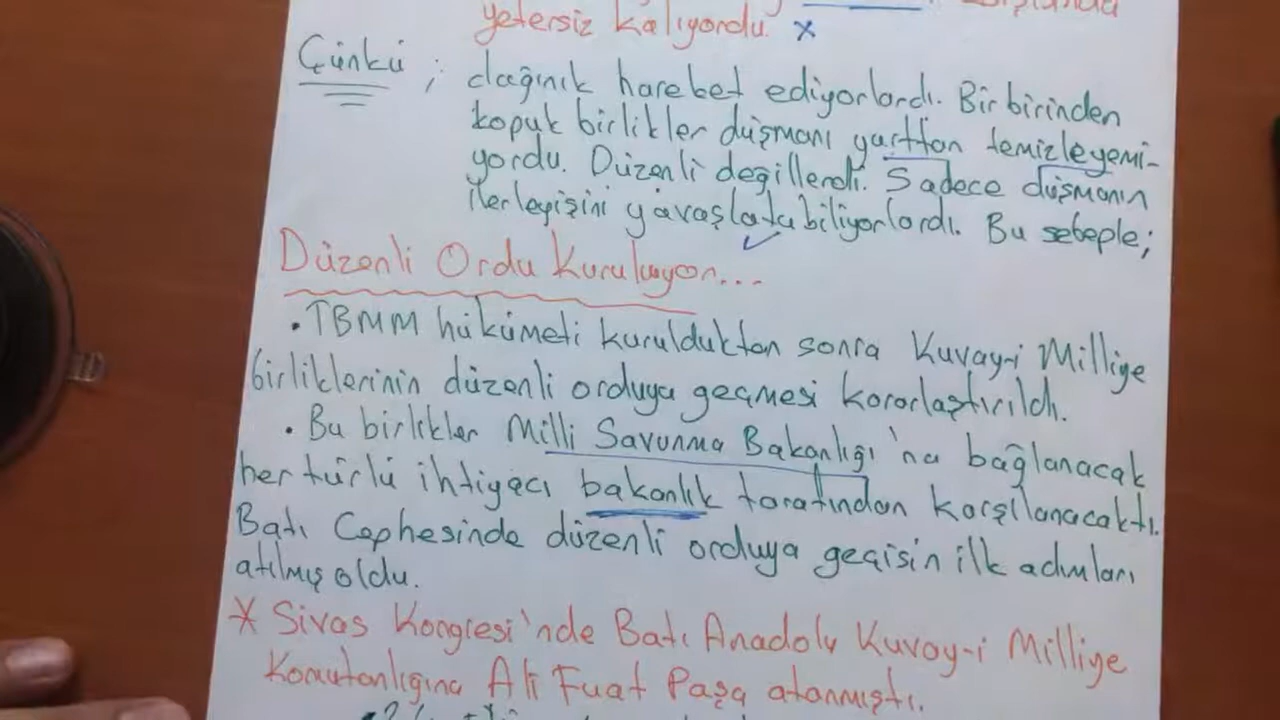 yetersiz kalıyordu. x
Çünkü ; dağınık hareket ediyorlardı. Birbirinden
kopuk birlikler düşmanı yurttan temizleyemi-
yordu. Düzenli değillerdi. Sadece düşmanın
ilerleyişini yavaşlatabiliyorlardı. Bu sebeple;
Düzenli Ordu Kuruluyor...
• TBMM hükümeti kurulduktan sonra Kuvay-i Milliye
birliklerinin düzenli orduya geçmesi kararlaştırıldı.
• Bu birlikler Milli Savunma Bakanlığı'na bağlanacak
her türlü ihtiyacı bakanlık tarafından karşılanacaktı.
Batı Cephesinde düzenli orduya geçişin ilk adımları
atılmış oldu.
* Sivas Kongresi'nde Batı Anadolu Kuvay-i Milliye
Komutanlığına Ali Fuat Paşa atanmıştı.